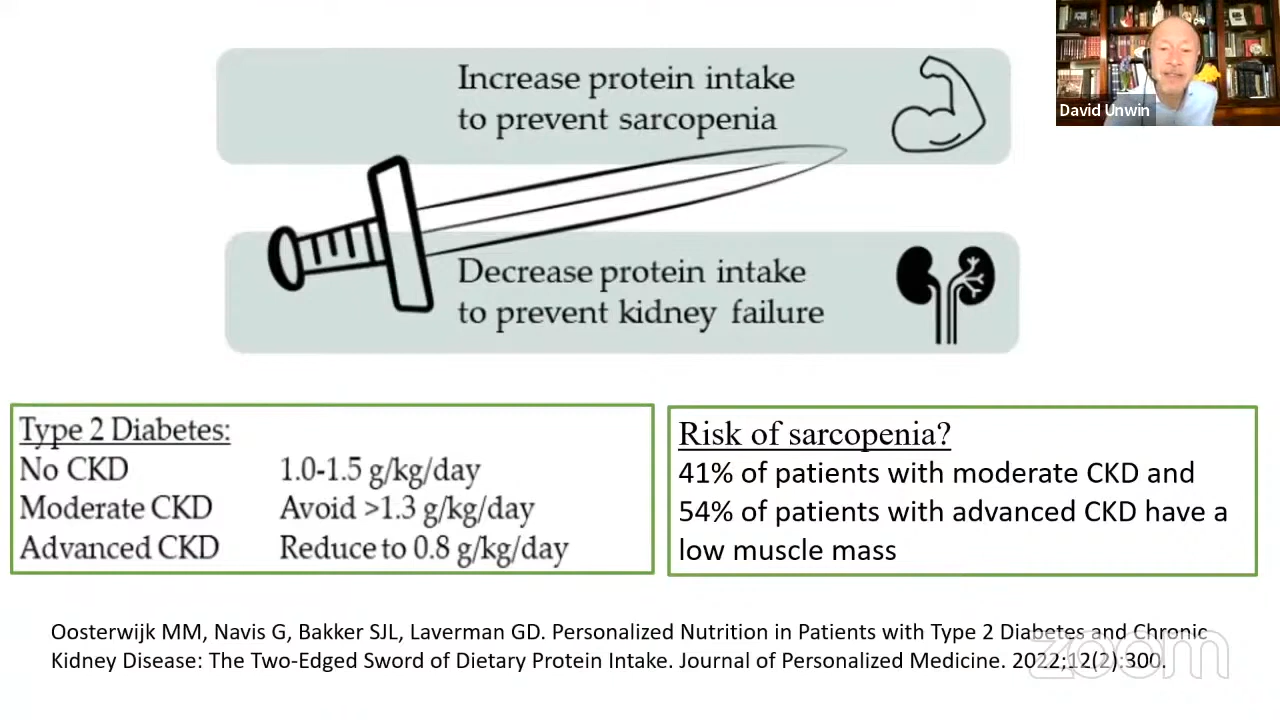 David Unwin
Increase protein intake
to prevent sarcopenia
Decrease protein intake
to prevent kidney failure
Type 2 Diabetes:
No CKD 1.0-1.5 g/kg/day
Moderate CKD Avoid >1.3 g/kg/day
Advanced CKD Reduce to 0.8 g/kg/day
Risk of sarcopenia?
41% of patients with moderate CKD and
54% of patients with advanced CKD have a
low muscle mass
Oosterwijk MM, Navis G, Bakker SJL, Laverman GD. Personalized Nutrition in Patients with Type 2 Diabetes and Chronic
Kidney Disease: The Two-Edged Sword of Dietary Protein Intake. Journal of Personalized Medicine. 2022;12(2):300.
zoom